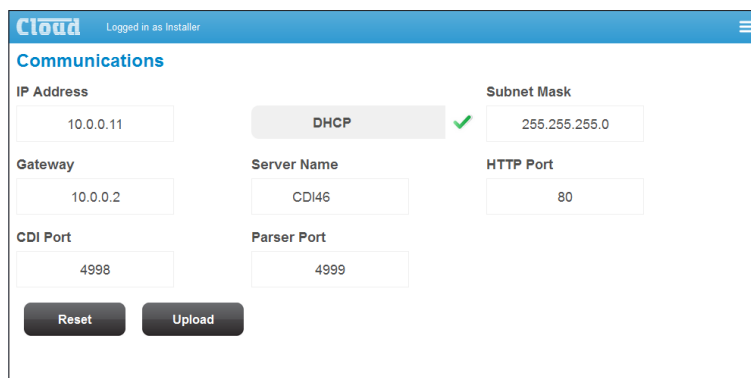 Cloud Logged in as Installer
Communications
IP Address Subnet Mask
10.0.0.11 DHCP 255.255.255.0
Gateway Server Name HTTP Port
10.0.0.2 CDI46 80
CDI Port Parser Port
4998 4999
Reset Upload